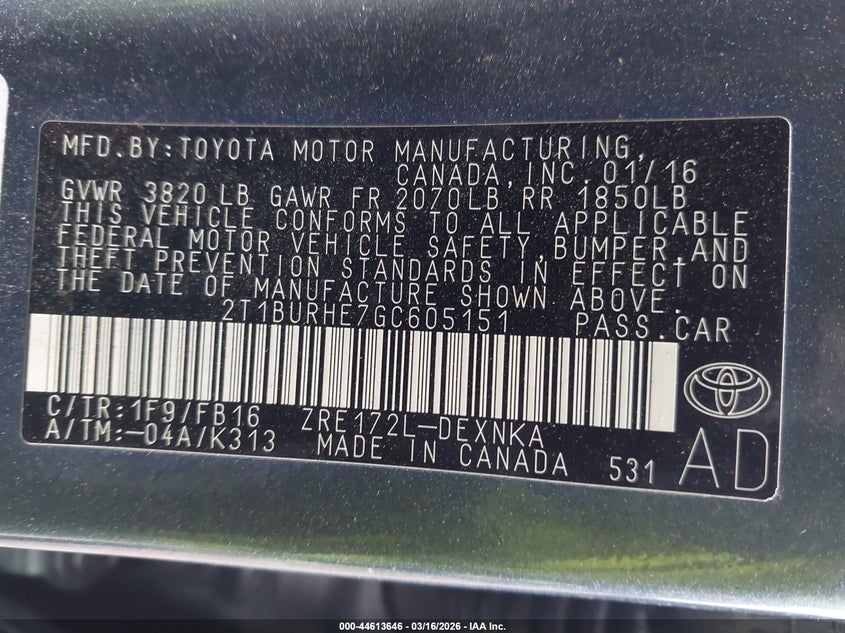 MFD.BY:TOYOTA MOTOR MANUFACTURING,
CANADA,INC. 01/16
GVWR 3820 LB GAWR FR 2070LB RR 1850LB
THIS VEHICLE CONFORMS TO ALL APPLICABLE
FEDERAL MOTOR VEHICLE SAFETY,BUMPER,AND
THEFT PREVENTION STANDARDS IN EFFECT ON
THE DATE OF MANUFACTURE SHOWN ABOVE.
2T1BURHE7GC605151 PASS.CAR
C/TR:1F9/FB16 ZRE172L-DEXNKA
A/TM:-04A/K313 MADE IN CANADA 531 AD
000-44613646 - 03/16/2026 - IAA Inc.